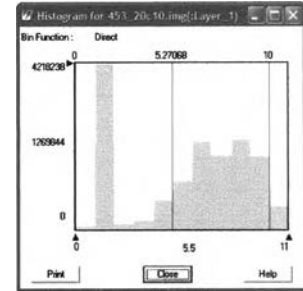 Histogram for 453_20c10.img(:Layer_1)
Bin Function : Direct
0 5.27068 10
4218238
1269844
0
0 5.5 11
Print Close Help